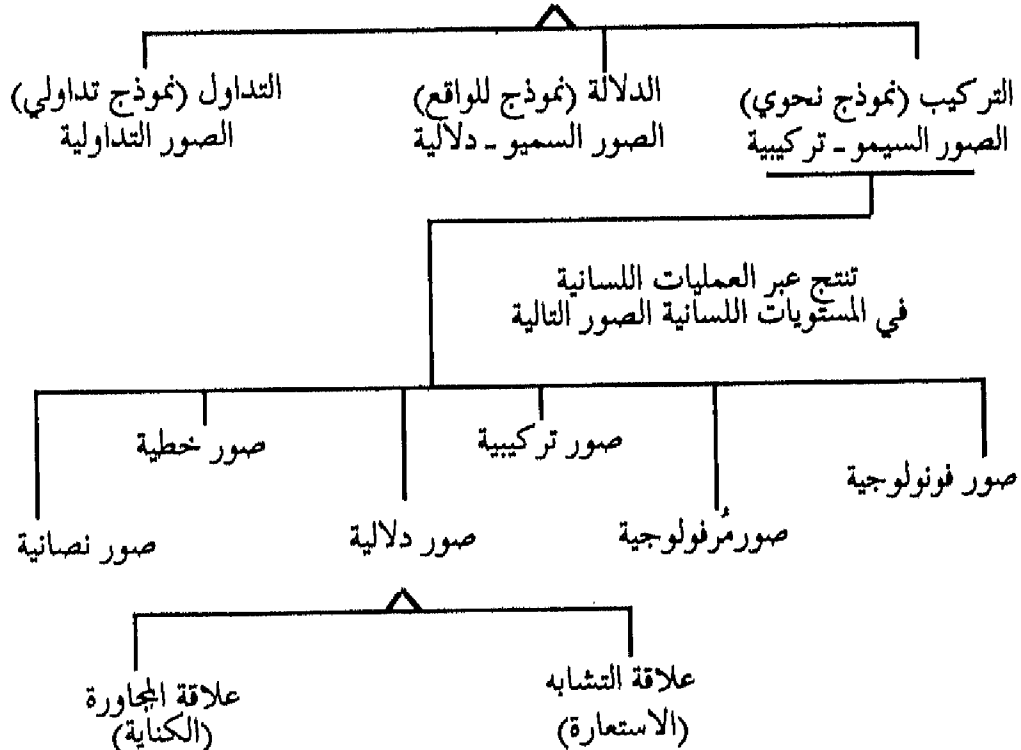 التركيب (نموذج نحوي)
الصور السيمو ـ تركيبية
الدلالة (نموذج للواقع)
الصور السميو ـ دلالية
التداول (نموذج تداولي)
الصور التداولية
تنتج عبر العمليات اللسانية
في المستويات اللسانية الصور التالية
صور فونولوجية
صورمُرفولوجية
صور تركيبية
صور دلالية
صور خطية
صور نصانية
علاقة التشابه
(الاستعارة)
علاقة المجاورة
(الكناية)